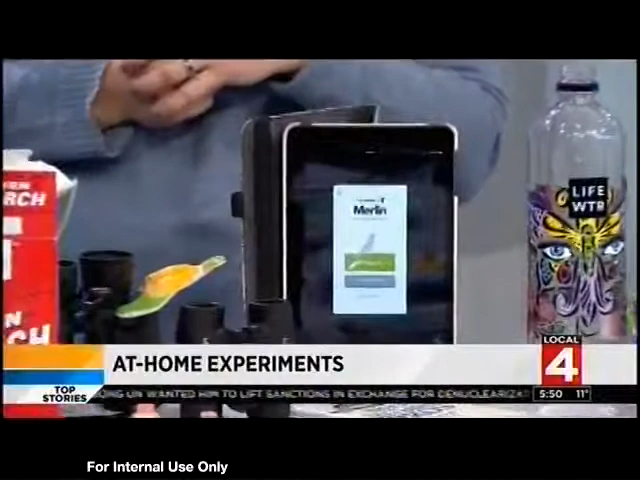 Merlin
LIFE
WTR
RCH
N
CH
LOCAL
4
AT-HOME EXPERIMENTS
TOP
STORIES
UN WANTED HIM TO LIFT SANCTIONS IN EXCHANGE FOR DENUCLEARIZA
5:50 11°
For Internal Use Only